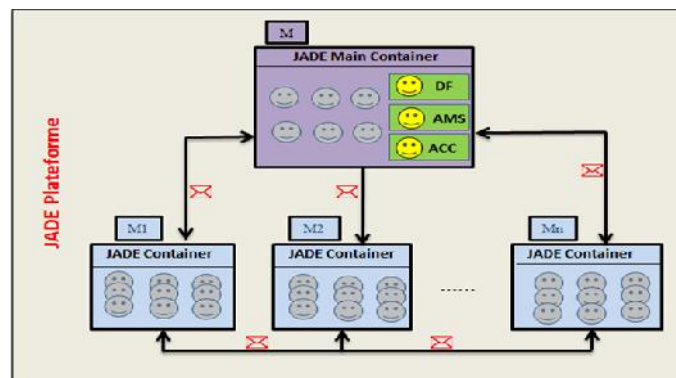 M
JADE Main Container
DF
AMS
ACC
JADE Plateforme
M1
M2
Mn
JADE Container
JADE Container
JADE Container
......